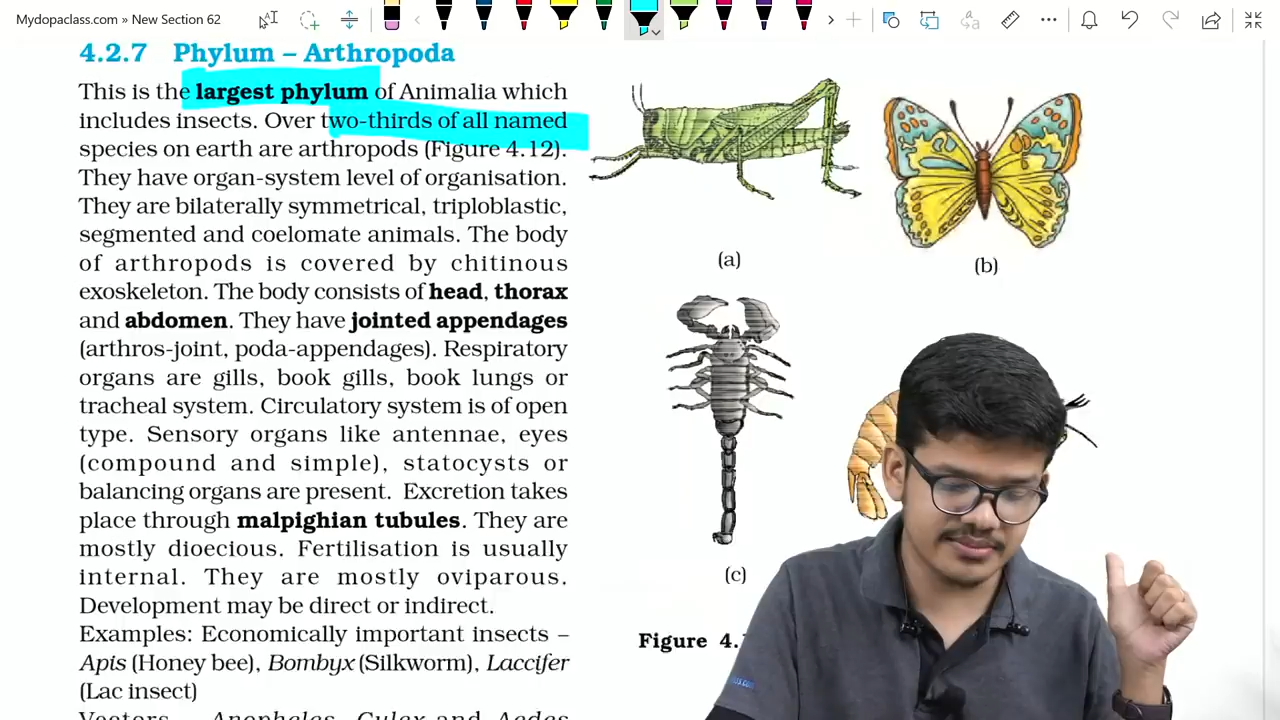 Mydopaclass.com » New Section 62
4.2.7 Phylum – Arthropoda
This is the largest phylum of Animalia which
includes insects. Over two-thirds of all named
species on earth are arthropods (Figure 4.12).
They have organ-system level of organisation.
They are bilaterally symmetrical, triploblastic,
segmented and coelomate animals. The body
of arthropods is covered by chitinous
exoskeleton. The body consists of head, thorax
and abdomen. They have jointed appendages
(arthros-joint, poda-appendages). Respiratory
organs are gills, book gills, book lungs or
tracheal system. Circulatory system is of open
type. Sensory organs like antennae, eyes
(compound and simple), statocysts or
balancing organs are present. Excretion takes
place through malpighian tubules. They are
mostly dioecious. Fertilisation is usually
internal. They are mostly oviparous.
Development may be direct or indirect.
Examples: Economically important insects –
Apis (Honey bee), Bombyx (Silkworm), Laccifer
(Lac insect)
Vectors – Anopheles, Culex and Aedes
(a)
(b)
(c)
Figure 4.